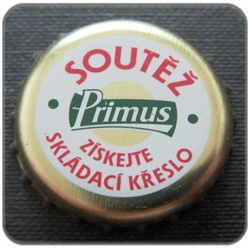 SOUTĚŽ
Primus
ZÍSKEJTE
SKLÁDACÍ KŘESLO